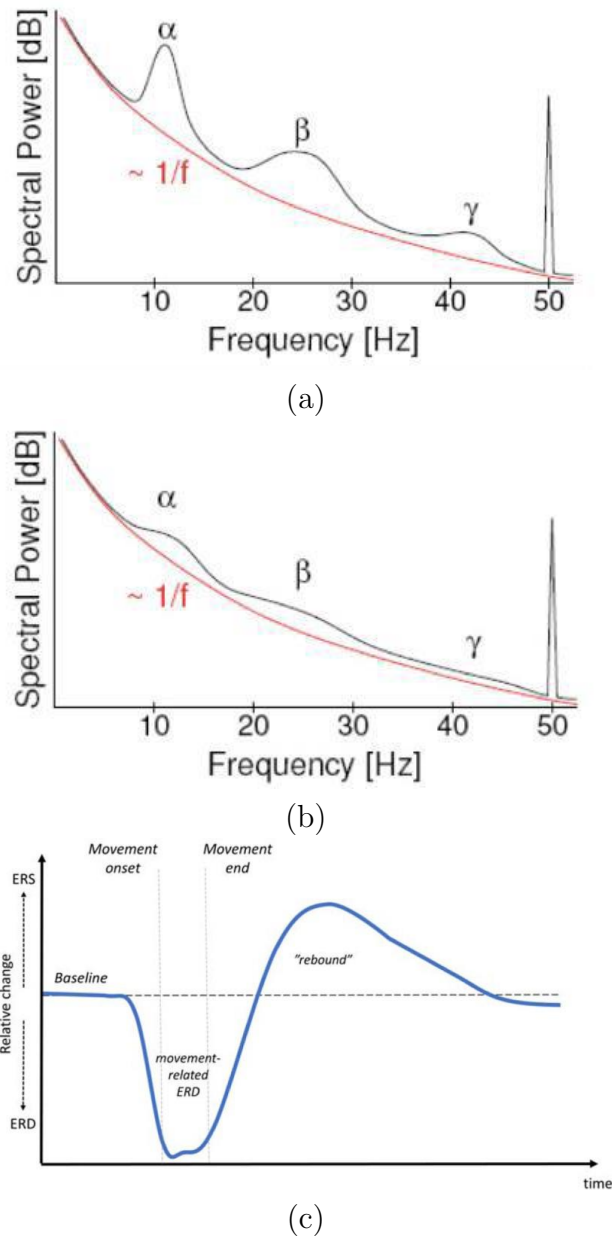 Spectral Power [dB]
α
β
γ
~ 1/f
10 20 30 40 50
Frequency [Hz]
(a)
Spectral Power [dB]
α
β
γ
~ 1/f
10 20 30 40 50
Frequency [Hz]
(b)
Movement onset
Movement end
ERS
Relative change
ERD
Baseline
"rebound"
movement-
related
ERD
time
(c)